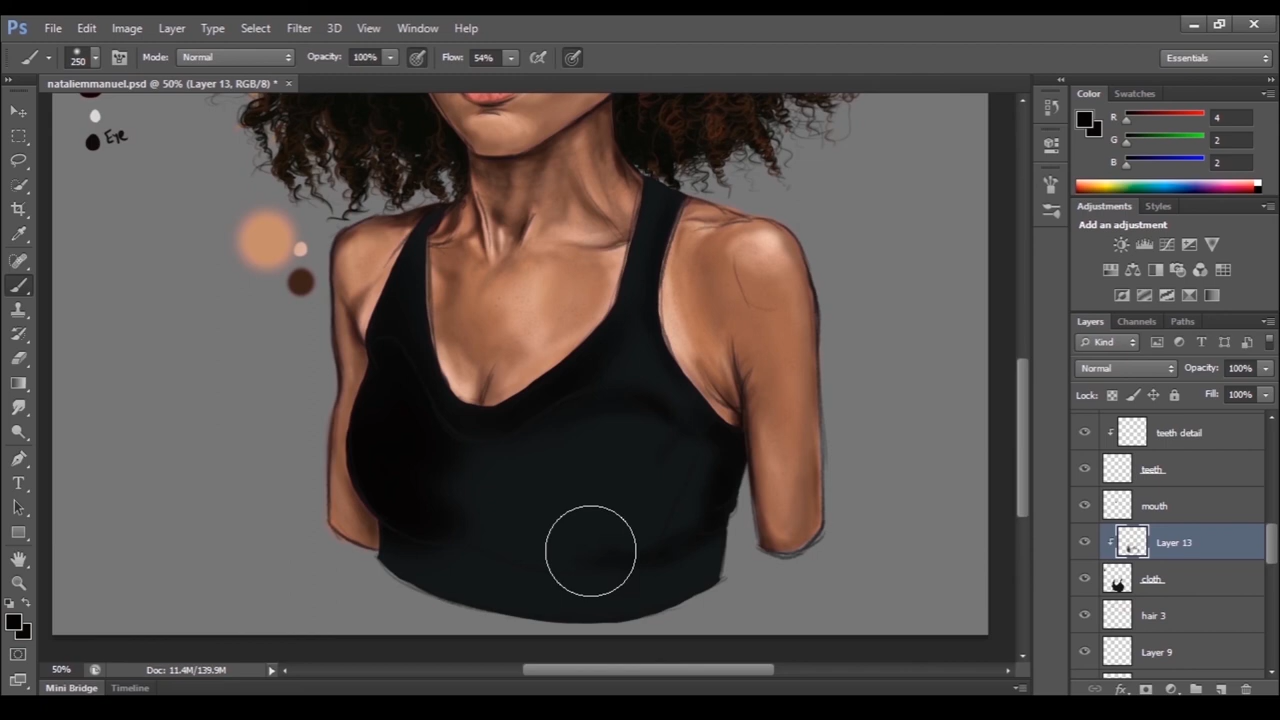 Ps File Edit Image Layer Type Select Filter 3D View Window Help
250 Mode: Normal Opacity: 100% Flow: 54% Essentials
nataliemmanuel.psd @ 50% (Layer 13, RGB/8) * ×
Eye
Color Swatches
R 4
G 2
B 2
Adjustments Styles
Add an adjustment
Layers Channels Paths
Kind
Normal Opacity: 100%
Lock: Fill: 100%
teeth detail
teeth
mouth
Layer 13
cloth
hair 3
Layer 9
50% Doc: 11.4M/139.9M
Mini Bridge Timeline